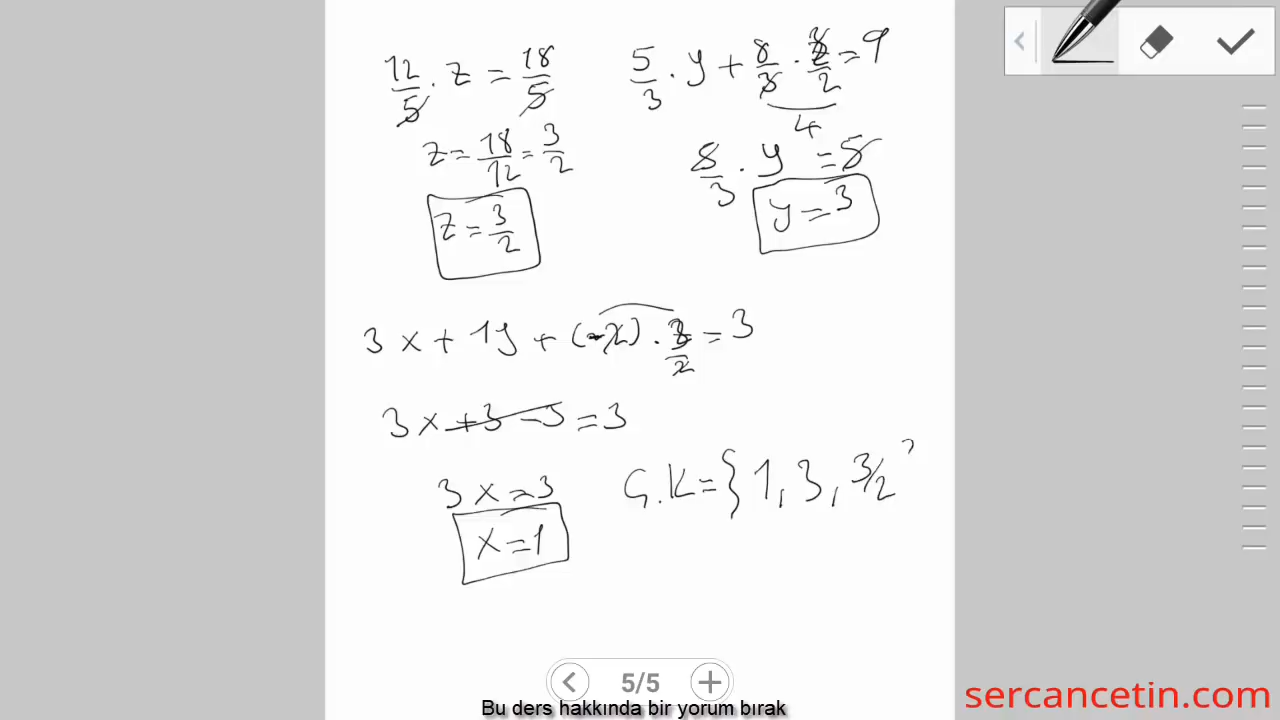 12/5 . z = 18/5
z = 18/12 = 3/2
z = 3/2
5/3 . y + 8/3 . 3/2 = 9
4
5/3 . y = 5
y = 3
3x + 1y + (-2) . 3/2 = 3
3x +3 -3 = 3
3x = 3
x = 1
Ç.K = { 1, 3, 3/2
5/5
Bu ders hakkında bir yorum bırak
sercancetin.com